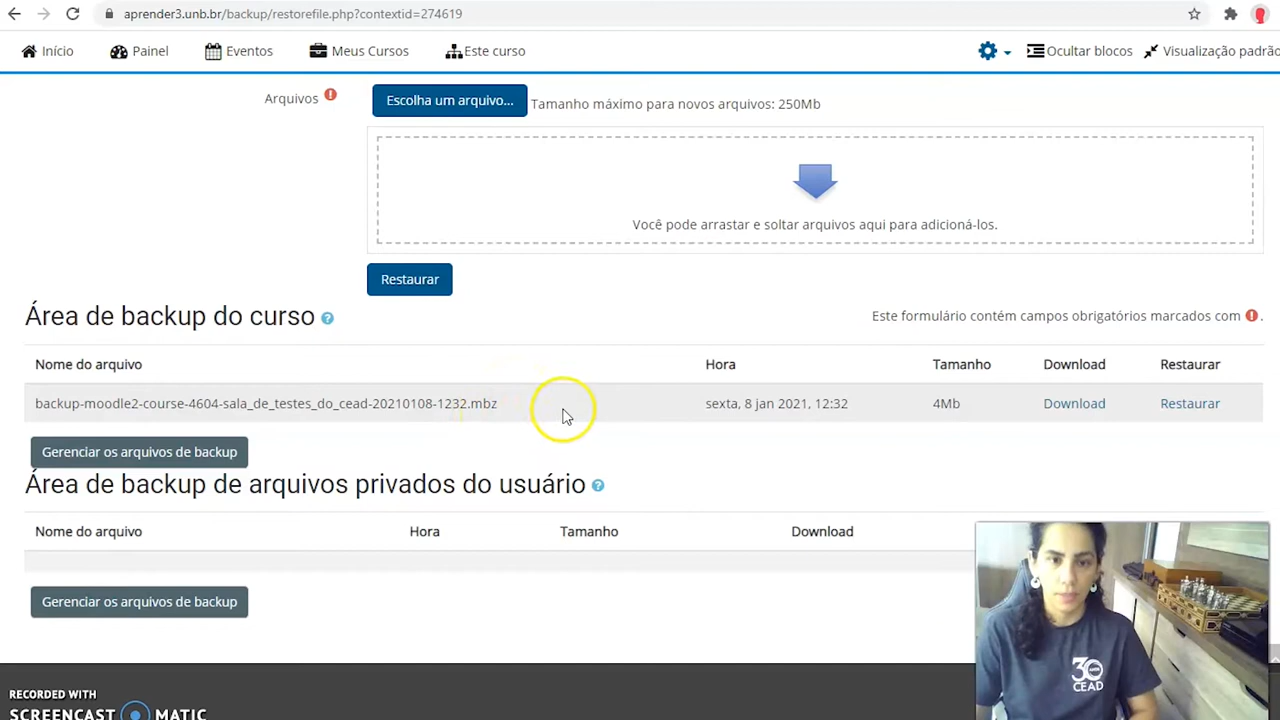 aprender3.unb.br/backup/restorefile.php?contextid=274619
Início Painel Eventos Meus Cursos Este curso Ocultar blocos Visualização padrão
Arquivos Escolha um arquivo... Tamanho máximo para novos arquivos: 250Mb
Você pode arrastar e soltar arquivos aqui para adicioná-los.
Restaurar
Área de backup do curso
Este formulário contém campos obrigatórios marcados com .
Nome do arquivo Hora Tamanho Download Restaurar
backup-moodle2-course-4604-sala_de_testes_do_cead-20210108-1232.mbz sexta, 8 jan 2021, 12:32 4Mb Download Restaurar
Gerenciar os arquivos de backup
Área de backup de arquivos privados do usuário
Nome do arquivo Hora Tamanho Download
Gerenciar os arquivos de backup
30
CEAD
RECORDED WITH
SCREENCAST MATIC